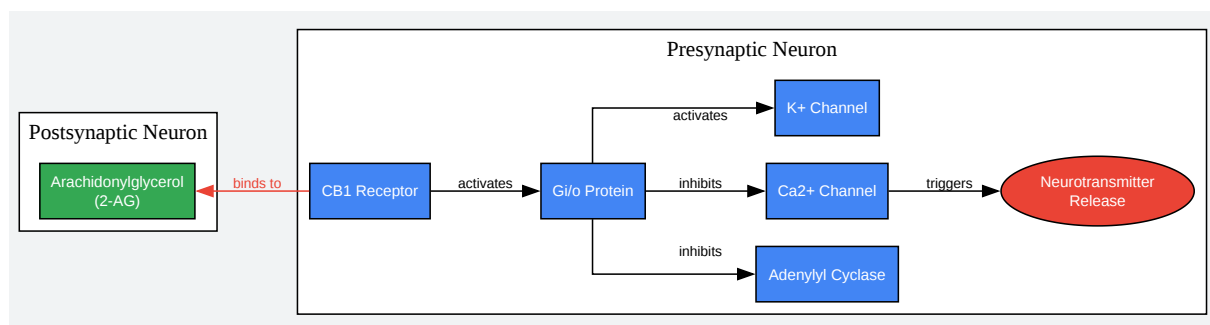 Presynaptic Neuron
K+ Channel
activates
Postsynaptic Neuron
Arachidonylglycerol
(2-AG)
binds to
CB1 Receptor
activates
Gi/o Protein
inhibits
Ca2+ Channel
triggers
Neurotransmitter
Release
inhibits
Adenylyl Cyclase